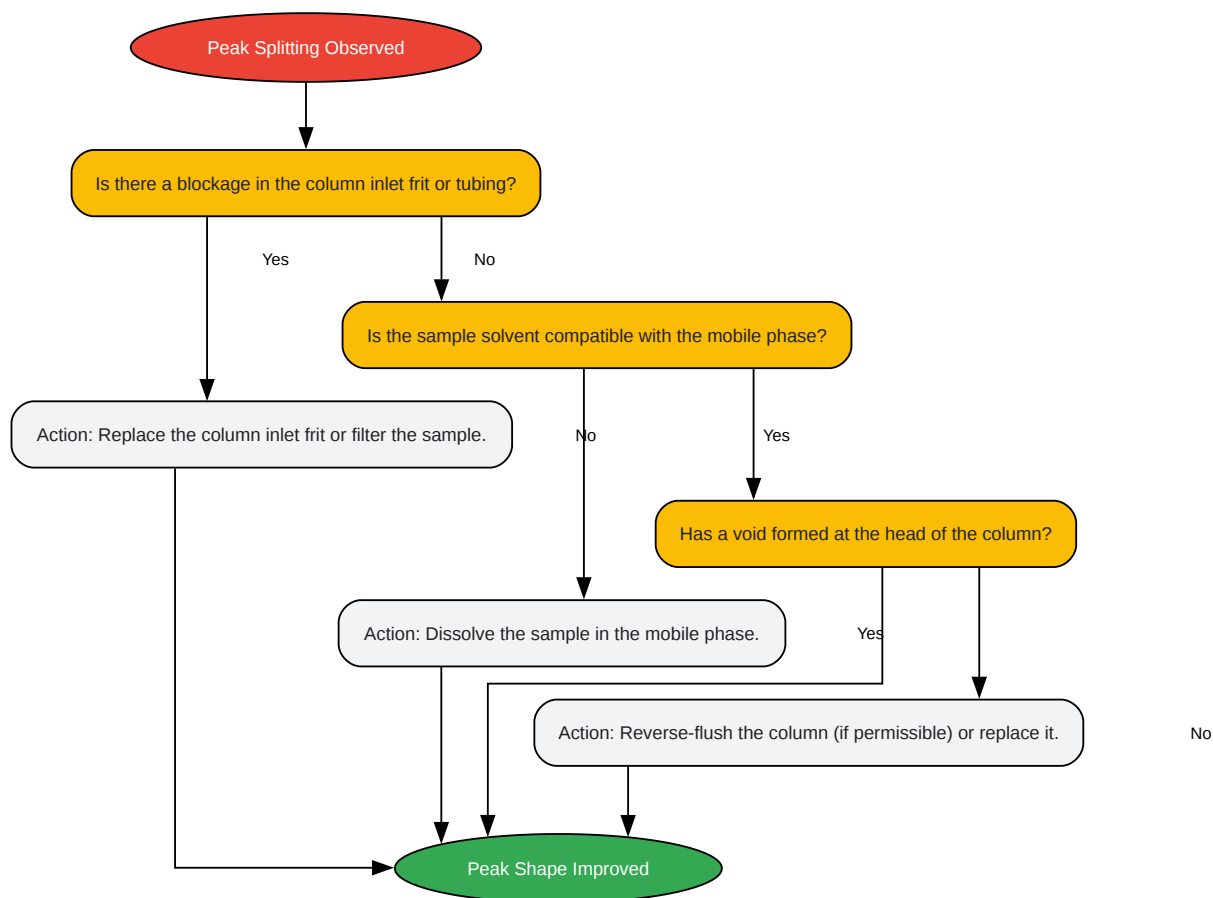 Peak Splitting Observed
Is there a blockage in the column inlet frit or tubing?
Yes
No
Is the sample solvent compatible with the mobile phase?
Action: Replace the column inlet frit or filter the sample.
No
Yes
Has a void formed at the head of the column?
Action: Dissolve the sample in the mobile phase.
Yes
Action: Reverse-flush the column (if permissible) or replace it.
No
Peak Shape Improved